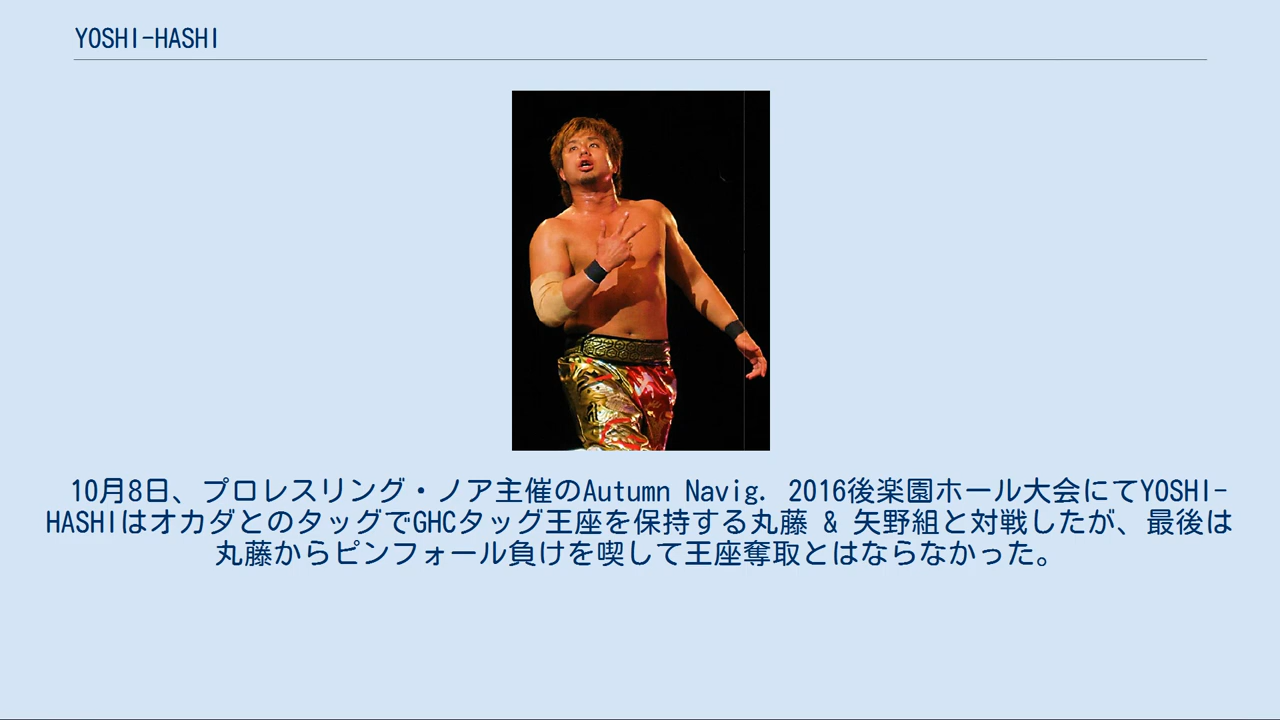 YOSHI-HASHI
10月8日、プロレスリング・ノア主催のAutumn Navig. 2016後楽園ホール大会にてYOSHI-
HASHIはオカダとのタッグでGHCタッグ王座を保持する丸藤 & 矢野組と対戦したが、最後は
丸藤からピンフォール負けを喫して王座奪取とはならなかった。